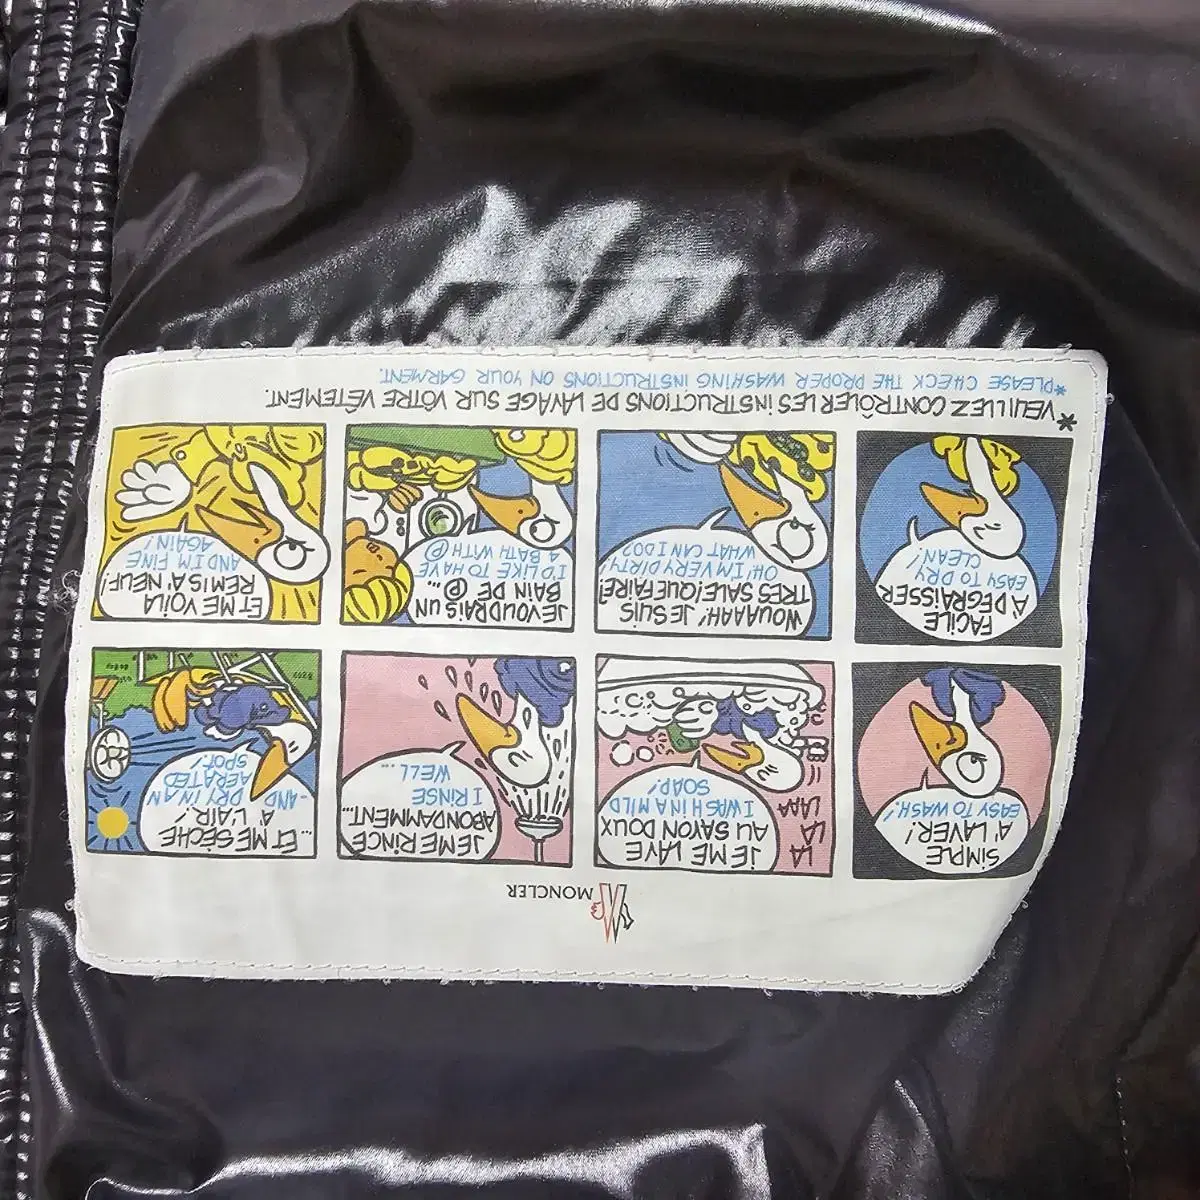 MONCLER
SiMPLE
À LAVER!
EASY TO WASH!
LA
LA
LA
LAAA
JE ME LAVE
AU SAVON DOUX
I WASH IN A MILD
SOAP!
JE ME RINCE
ABONDAMMENT...
I RINSE
WELL...
...ET ME SÈCHE
À L'AIR!
-AND DRY IN AN
AERATED
SPOT!
FACiLE
À DÉGRAISSER
EASY TO DRY
CLEAN!
WOUAAAH! JE SUiS
TRÈS SALE! QUE FAIRE?
OH! I'M VERY DIRTY
WHAT CAN I DO?
JE VOUDRAiS UN
BAiN DE Ⓟ...
I'D LIKE TO HAVE
A BATH WITH Ⓟ
ET ME VOiLÀ
REMiS À NEUF!
AND I'M FINE
AGAIN!
*VEUiLLEZ CONTRÔLER LES iNSTRUCTiONS DE LAVAGE SUR VÔTRE VÊTEMENT.
*PLEASE CHECK THE PROPER WASHiNG iNSTRUCTiONS ON YOUR GARMENT.